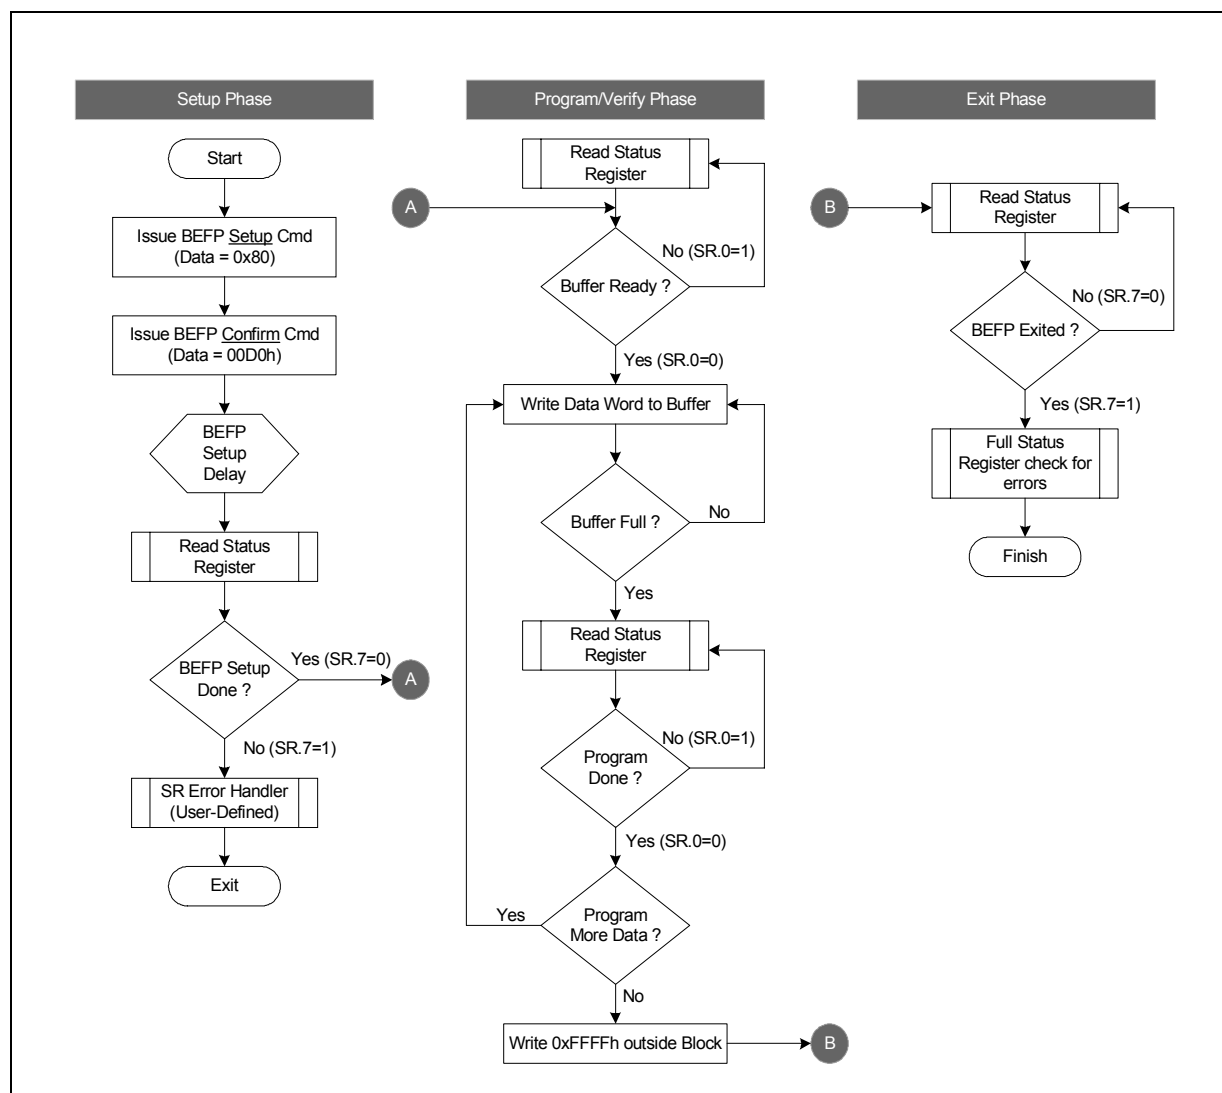 Setup Phase
Start
Issue BEFP Setup Cmd
(Data = 0x80)
Issue BEFP Confirm Cmd
(Data = 00D0h)
BEFP
Setup
Delay
Read Status
Register
BEFP Setup
Done ?
Yes (SR.7=0)
A
No (SR.7=1)
SR Error Handler
(User-Defined)
Exit
Program/Verify Phase
Read Status
Register
A
No (SR.0=1)
Buffer Ready ?
Yes (SR.0=0)
Write Data Word to Buffer
Buffer Full ?
No
Yes
Read Status
Register
No (SR.0=1)
Program
Done ?
Yes (SR.0=0)
Yes
Program
More Data ?
No
Write 0xFFFFh outside Block
B
Exit Phase
B
Read Status
Register
No (SR.7=0)
BEFP Exited ?
Yes (SR.7=1)
Full Status
Register check for
errors
Finish